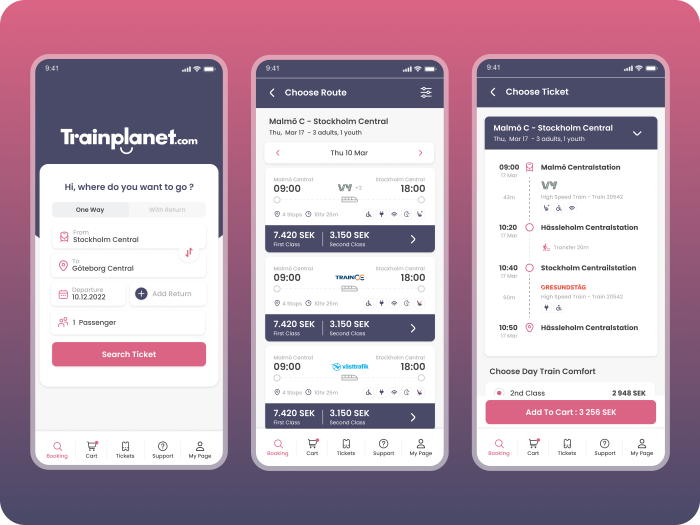 9:41
Trainplanet.com
Hi, where do you want to go ?
One Way
With Return
From
Stockholm Central
To
Göteborg Central
Departure
10.12.2022
Add Return
1 Passenger
Search Ticket
Booking
Cart
Tickets
Support
My Page
9:41
Choose Route
Malmö C - Stockholm Central
Thu, Mar 17 - 3 adults, 1 youth
Thu 10 Mar
Malmö Central
Stockholm Central
09:00
+3
18:00
4 Stops
10hr 26m
7.420 SEK
3.150 SEK
First Class
Second Class
Malmö Central
Stockholm Central
09:00
18:00
4 Stops
10hr 26m
7.420 SEK
3.150 SEK
First Class
Second Class
Malmö Central
Stockholm Central
09:00
västtrafik
18:00
4 Stops
10hr 26m
7.420 SEK
3.150 SEK
First Class
Second Class
Booking
Cart
Tickets
Support
My Page
9:41
Choose Ticket
Malmö C - Stockholm Central
Thu, Mar 17 - 3 adults, 1 youth
09:00
Malmö Centralstation
17 Mar
43m
High Speed Train - Train 20542
10:20
Hässleholm Centralstation
17 Mar
Transfer 20m
10:40
Stockholm Centrailstation
17 Mar
ØRESUNDSTÅG
60m
High Speed Train - Train 20542
10:50
Hässleholm Centralstation
17 Mar
Choose Day Train Comfort
2nd Class
2 948 SEK
Add To Cart : 3 256 SEK
Booking
Cart
Tickets
Support
My Page